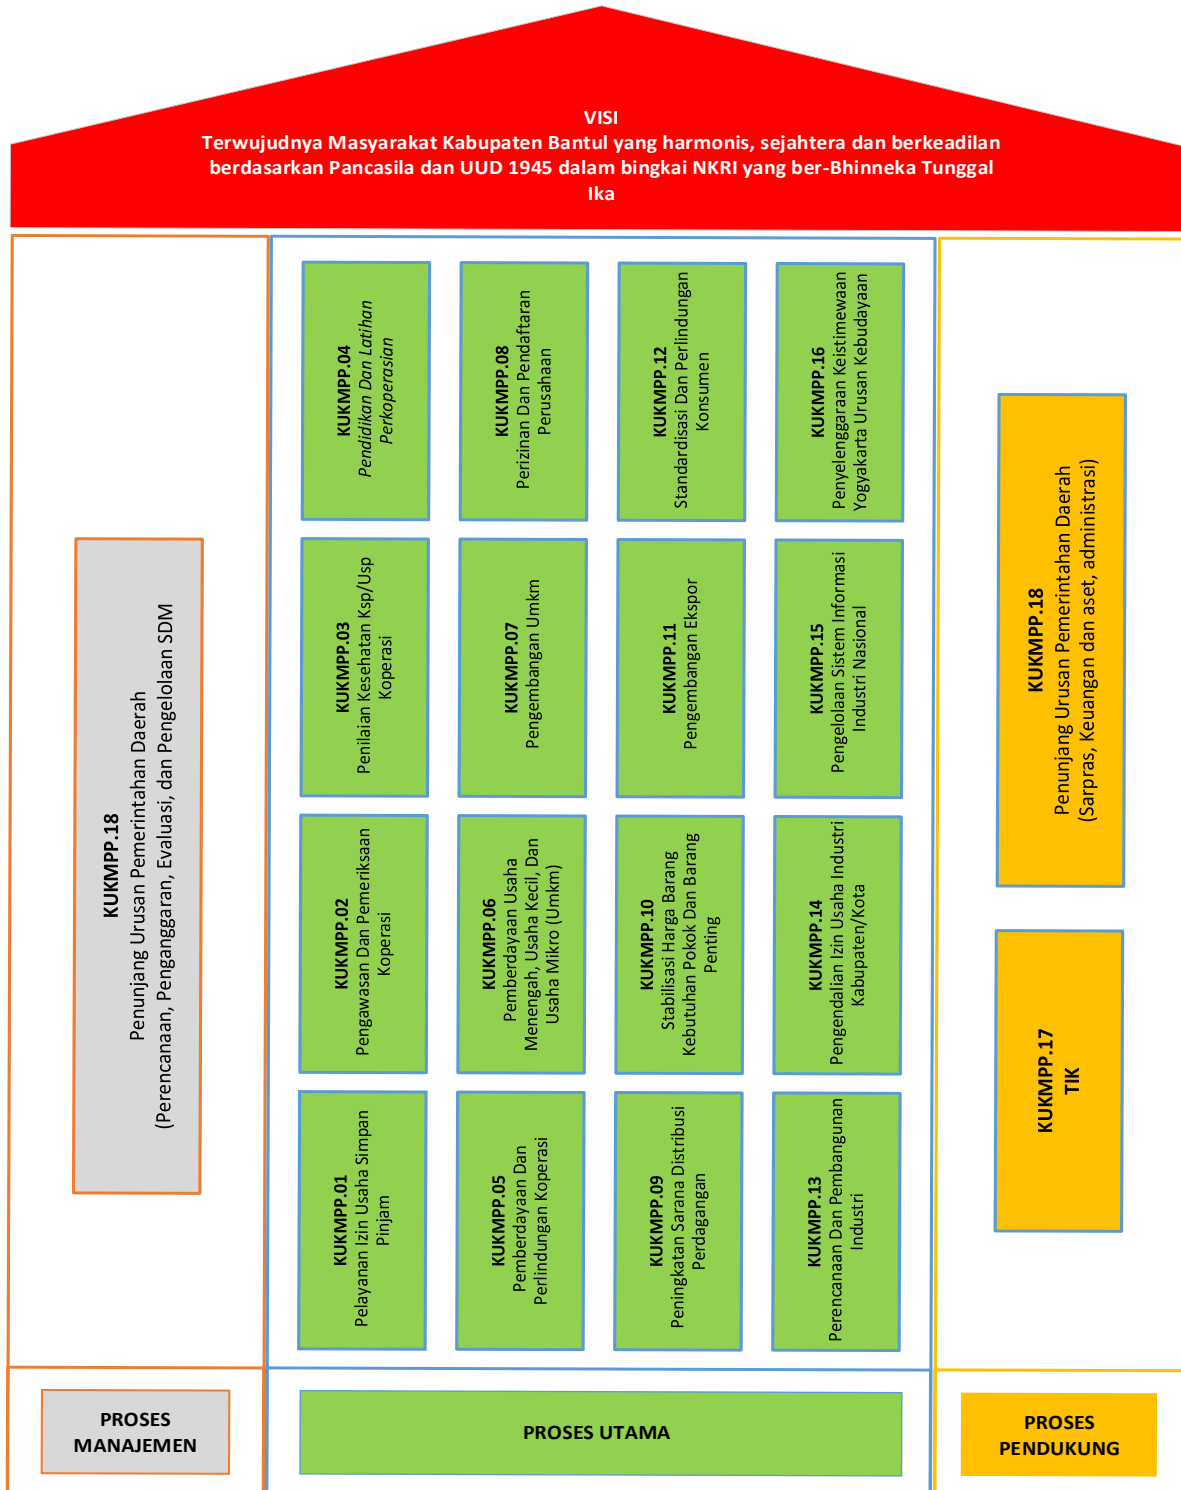 VISI
Terwujudnya Masyarakat Kabupaten Bantul yang harmonis, sejahtera dan berkeadilan
berdasarkan Pancasila dan UUD 1945 dalam bingkai NKRI yang ber-Bhinneka Tunggal
Ika
KUKMPP.18
Penunjang Urusan Pemerintahan Daerah
(Perencanaan, Penganggaran, Evaluasi, dan Pengelolaan SDM
KUKMPP.04
Pendidikan Dan Latihan
Perkoperasian
KUKMPP.08
Perizinan Dan Pendaftaran
Perusahaan
KUKMPP.12
Standardisasi Dan Perlindungan
Konsumen
KUKMPP.16
Penyelenggaraan Keistimewaan
Yogyakarta Urusan Kebudayaan
KUKMPP.03
Penilaian Kesehatan Ksp/Usp
Koperasi
KUKMPP.07
Pengembangan Umkm
KUKMPP.11
Pengembangan Ekspor
KUKMPP.15
Pengelolaan Sistem Informasi
Industri Nasional
KUKMPP.02
Pengawasan Dan Pemeriksaan
Koperasi
KUKMPP.06
Pemberdayaan Usaha
Menengah, Usaha Kecil, Dan
Usaha Mikro (Umkm)
KUKMPP.10
Stabilisasi Harga Barang
Kebutuhan Pokok Dan Barang
Penting
KUKMPP.14
Pengendalian Izin Usaha Industri
Kabupaten/Kota
KUKMPP.01
Pelayanan Izin Usaha Simpan
Pinjam
KUKMPP.05
Pemberdayaan Dan
Perlindungan Koperasi
KUKMPP.09
Peningkatan Sarana Distribusi
Perdagangan
KUKMPP.13
Perencanaan Dan Pembangunan
Industri
KUKMPP.18
Penunjang Urusan Pemerintahan Daerah
(Sarpras, Keuangan dan aset, administrasi)
KUKMPP.17
TIK
PROSES
MANAJEMEN
PROSES UTAMA
PROSES
PENDUKUNG